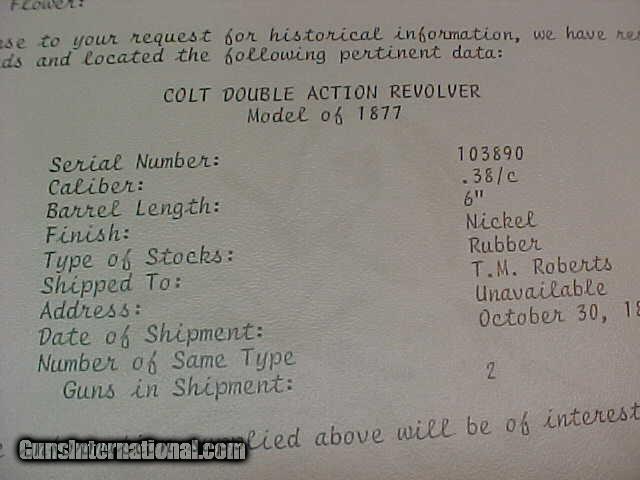 Flower:
se to your request for historical information, we have res
ds and located the following pertinent data:
COLT DOUBLE ACTION REVOLVER
Model of 1877
Serial Number: 103890
Caliber: .38/c
Barrel Length: 6"
Finish: Nickel
Type of Stocks: Rubber
Shipped To: T.M. Roberts
Address: Unavailable
Date of Shipment: October 30, 18
Number of Same Type
Guns in Shipment: 2
above will be of interest
GunsInternational.com